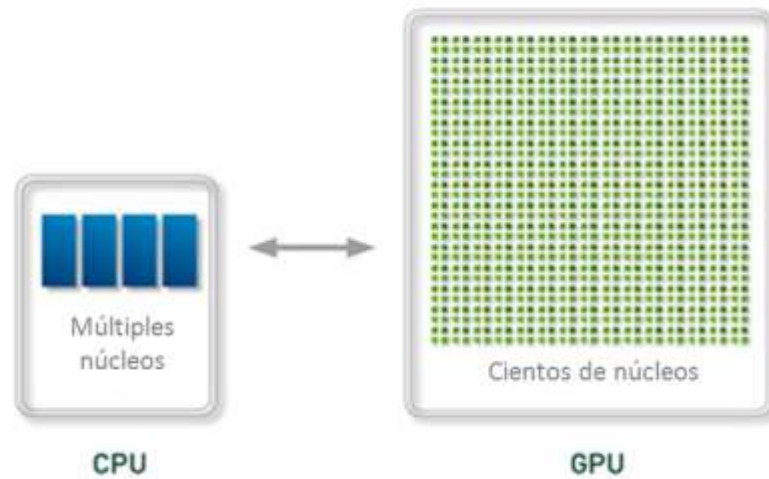 Múltiples
núcleos
Cientos de núcleos
CPU
GPU